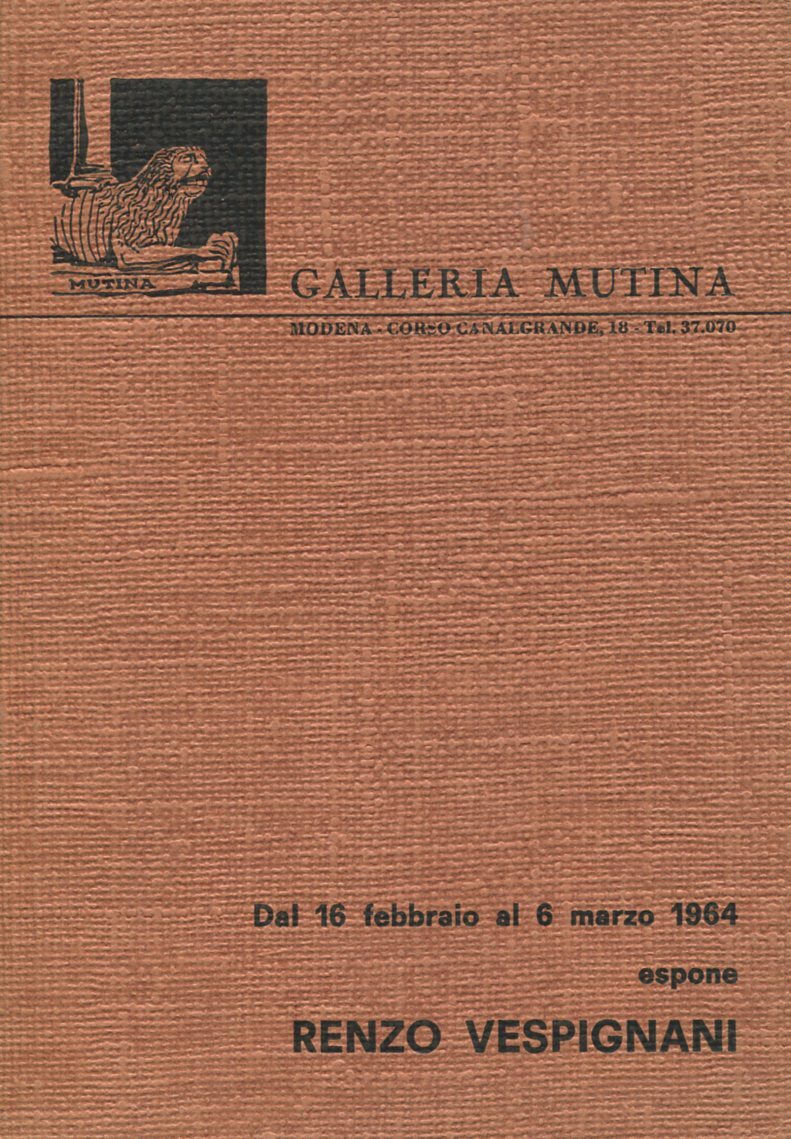 MUTINA
GALLERIA MUTINA
MODENA - CORSO CANALGRANDE, 18 - Tel. 37.070
Dal 16 febbraio al 6 marzo 1964
espone
RENZO VESPIGNANI